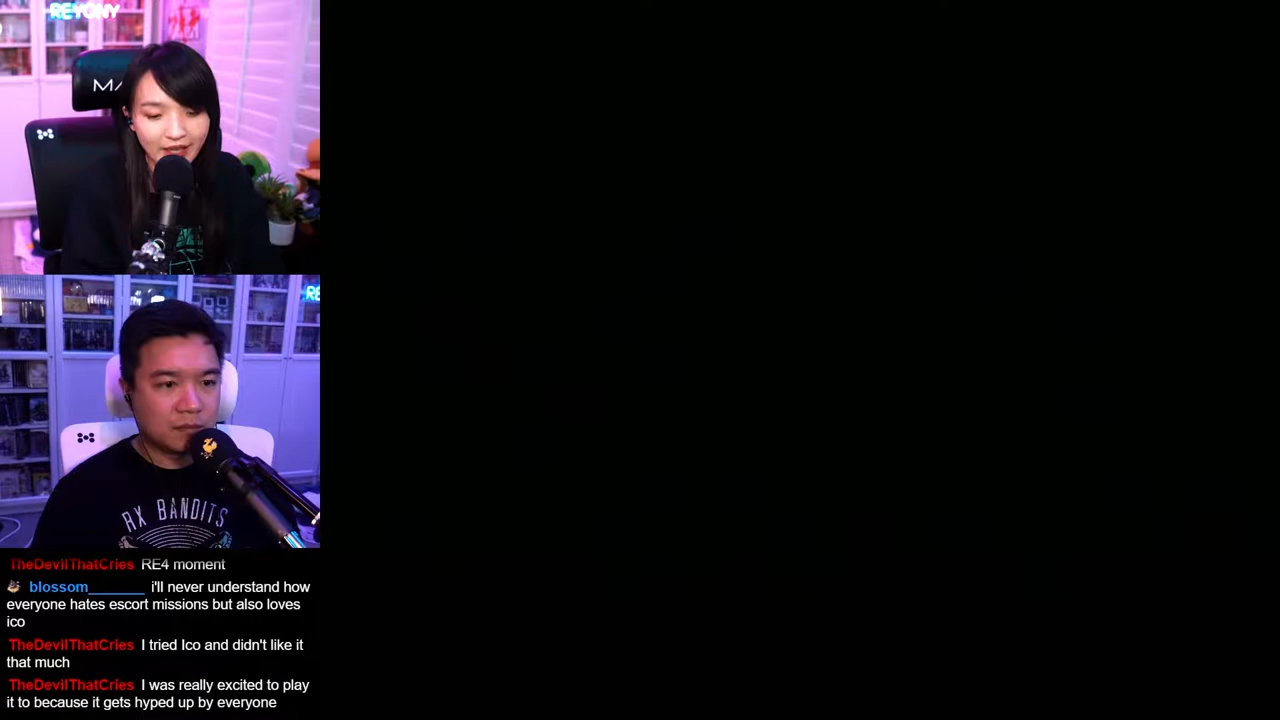 REYONY
MA
RE
RX BANDITS
TheDevilThatCries RE4 moment
blossom_______ i'll never understand how
everyone hates escort missions but also loves
ico
TheDevilThatCries I tried Ico and didn't like it
that much
TheDevilThatCries I was really excited to play
it to because it gets hyped up by everyone